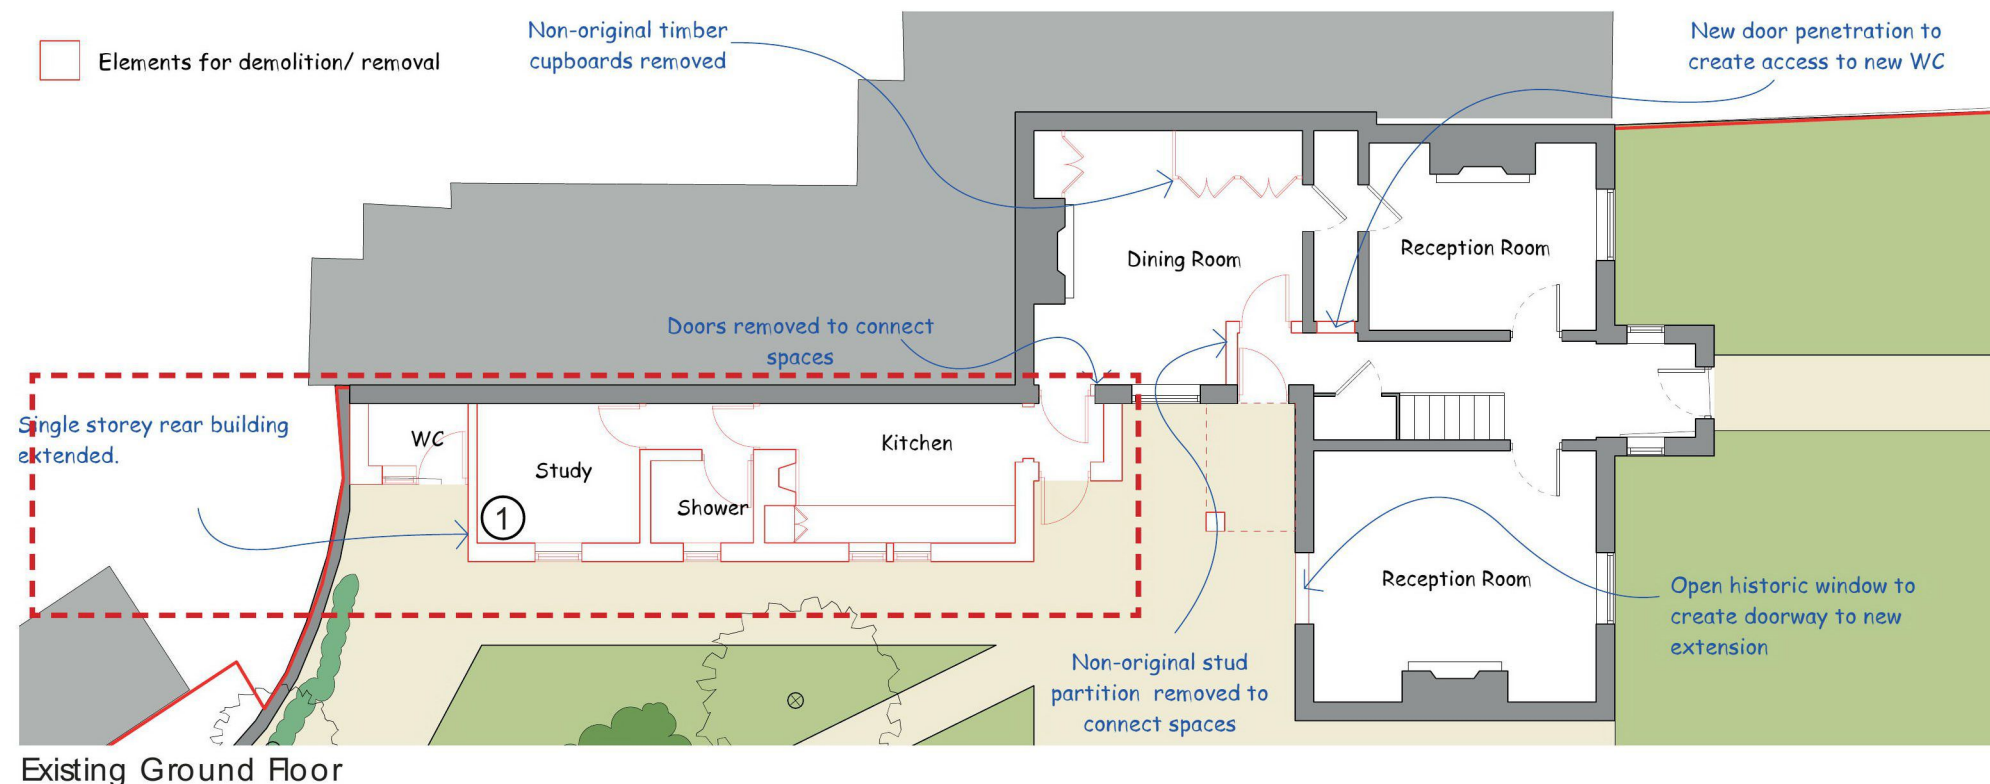 Elements for demolition/ removal
Non-original timber
cupboards removed
New door penetration to
create access to new WC
Dining Room
Reception Room
Doors removed to connect
spaces
Single storey rear building
extended.
WC
Study
Shower
Kitchen
1
Reception Room
Open historic window to
create doorway to new
extension
Non-original stud
partition removed to
connect spaces
Existing Ground Floor